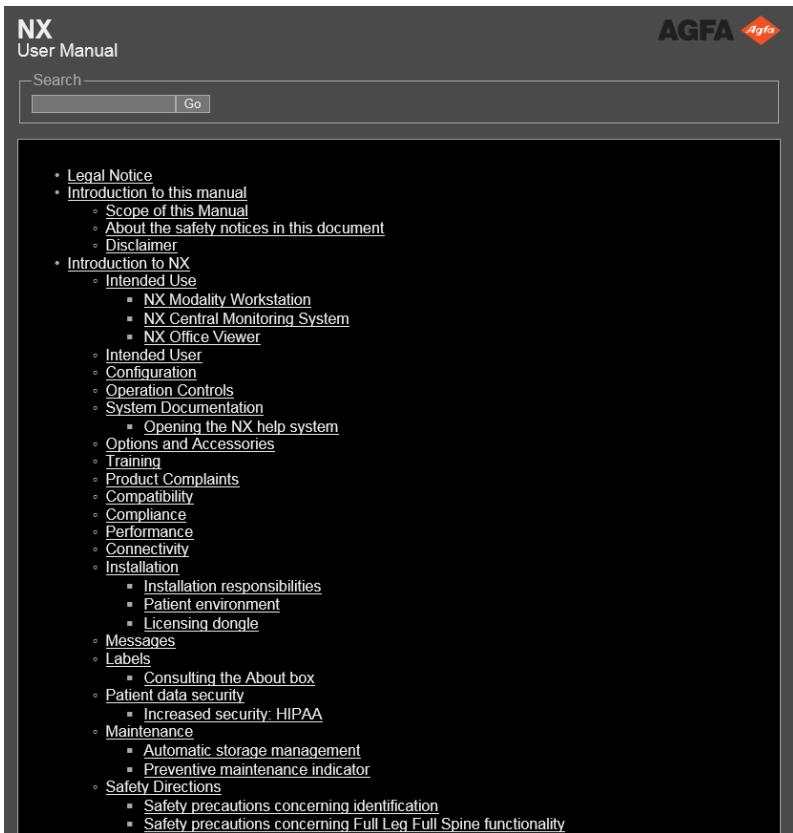 NX
User Manual
AGFA Agfa
Search
Go
Legal Notice
Introduction to this manual
Scope of this Manual
About the safety notices in this document
Disclaimer
Introduction to NX
Intended Use
NX Modality Workstation
NX Central Monitoring System
NX Office Viewer
Intended User
Configuration
Operation Controls
System Documentation
Opening the NX help system
Options and Accessories
Training
Product Complaints
Compatibility
Compliance
Performance
Connectivity
Installation
Installation responsibilities
Patient environment
Licensing dongle
Messages
Labels
Consulting the About box
Patient data security
Increased security: HIPAA
Maintenance
Automatic storage management
Preventive maintenance indicator
Safety Directions
Safety precautions concerning identification
Safety precautions concerning Full Leg Full Spine functionality